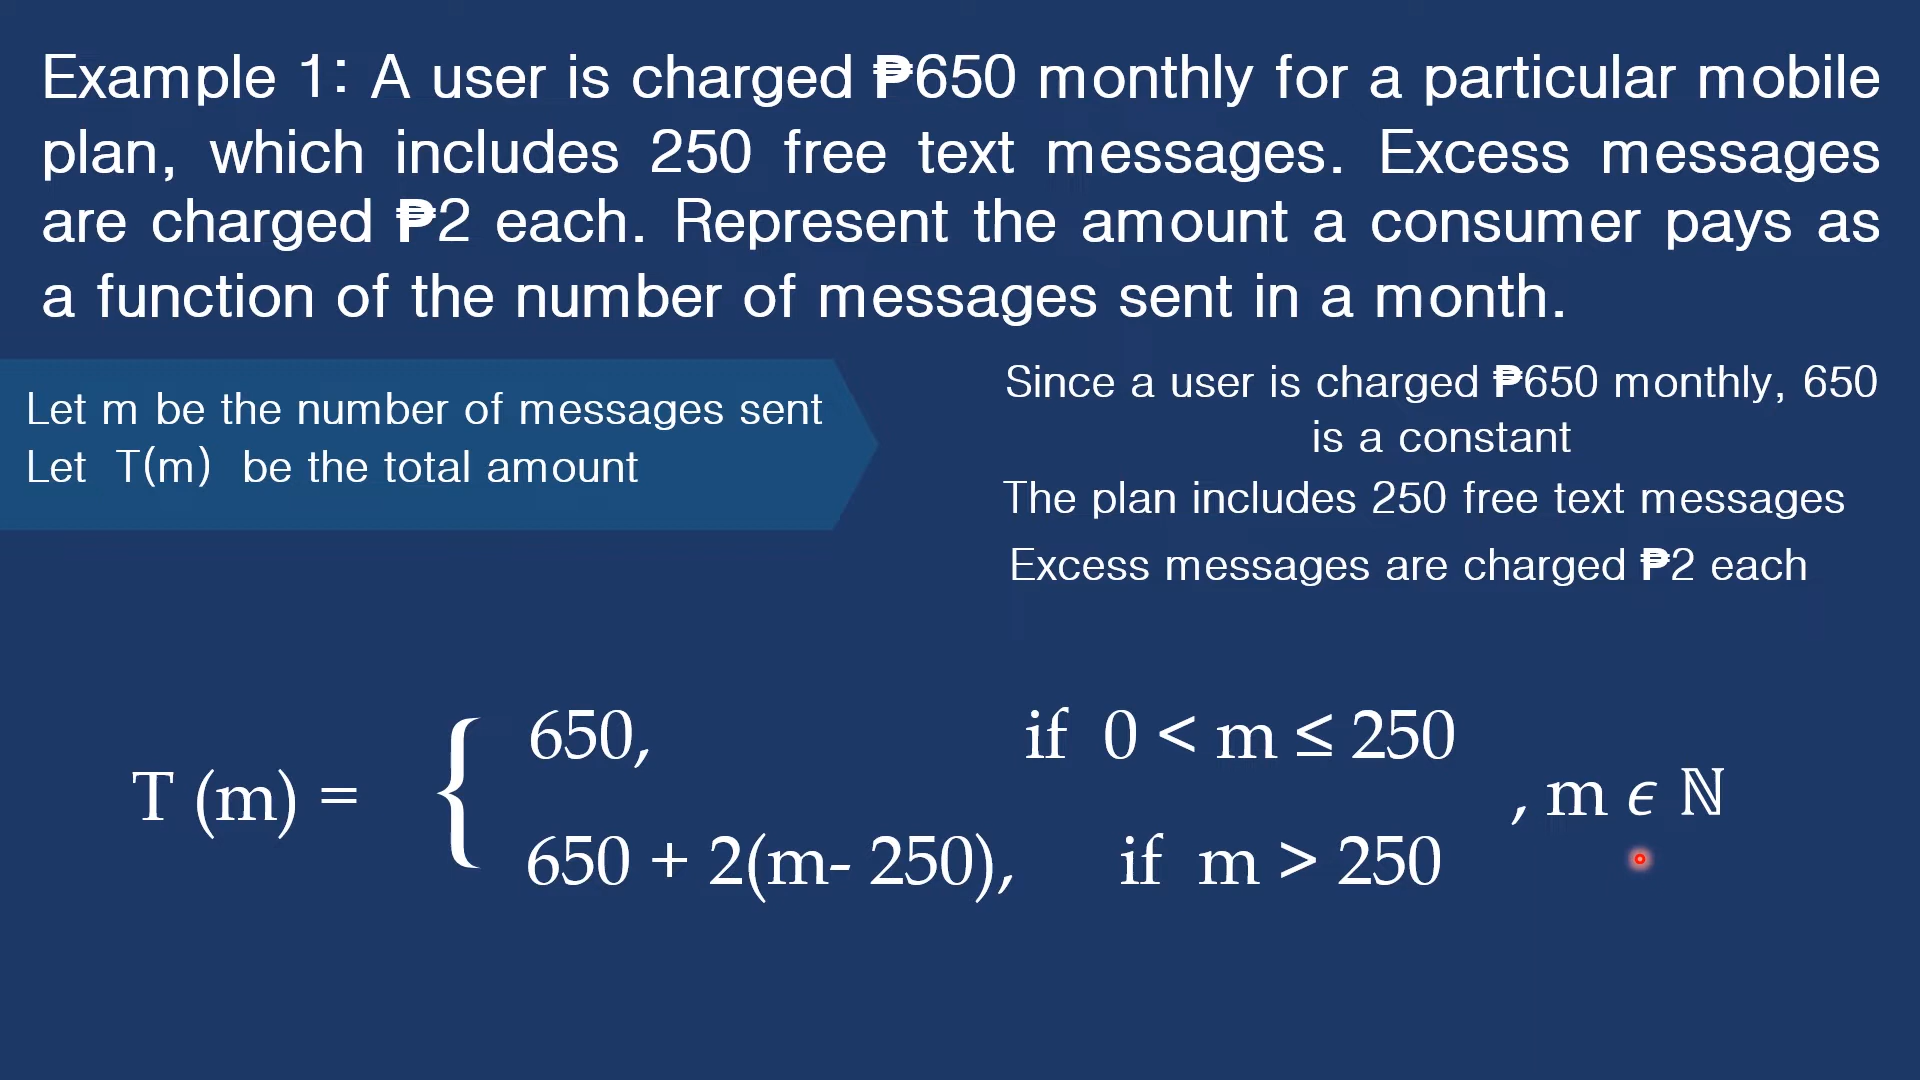 Example 1: A user is charged ₱650 monthly for a particular mobile
plan, which includes 250 free text messages. Excess messages
are charged ₱2 each. Represent the amount a consumer pays as
a function of the number of messages sent in a month.
Let m be the number of messages sent
Let T(m) be the total amount
Since a user is charged ₱650 monthly, 650
is a constant
The plan includes 250 free text messages
Excess messages are charged ₱2 each
650, if 0 < m ≤ 250
T (m) = { , m ϵ ℕ
650 + 2(m- 250), if m > 250